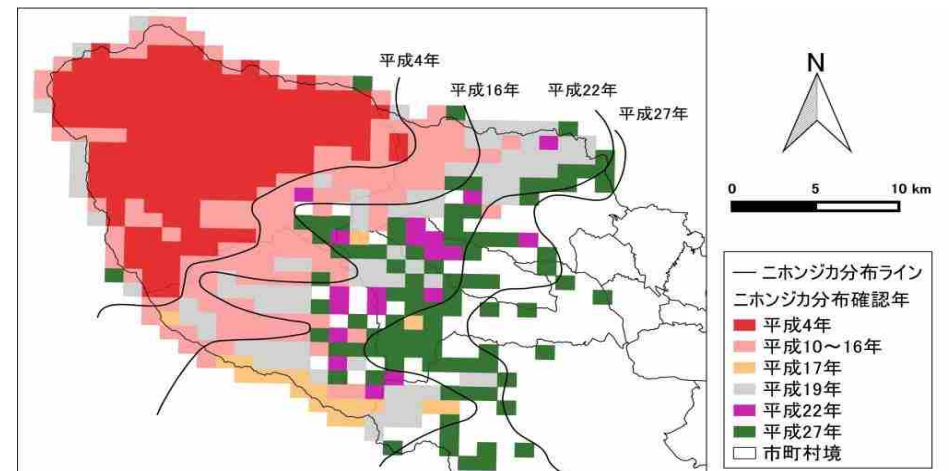 平成4年
平成16年
平成22年
平成27年
N
0 5 10 km
ニホンジカ分布ライン
ニホンジカ分布確認年
平成4年
平成10～16年
平成17年
平成19年
平成22年
平成27年
市町村境